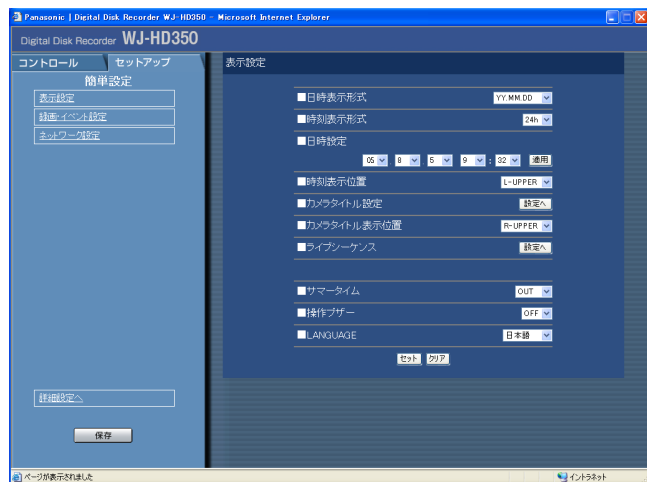 Panasonic | Digital Disk Recorder WJ-HD350 - Microsoft Internet Explorer
Digital Disk Recorder WJ-HD350
コントロール セットアップ
簡単設定
表示設定
録画・イベント設定
ネットワーク設定
詳細設定へ
保存
表示設定
■日時表示形式 YY.MM.DD
■時刻表示形式 24h
■日時設定
05 8 5 9 : 32 適用
■時刻表示位置 L-UPPER
■カメラタイトル設定 設定へ
■カメラタイトル表示位置 R-UPPER
■ライブシーケンス 設定へ
■サマータイム OUT
■操作ブザー OFF
■LANGUAGE 日本語
セット クリア
ページが表示されました イントラネット